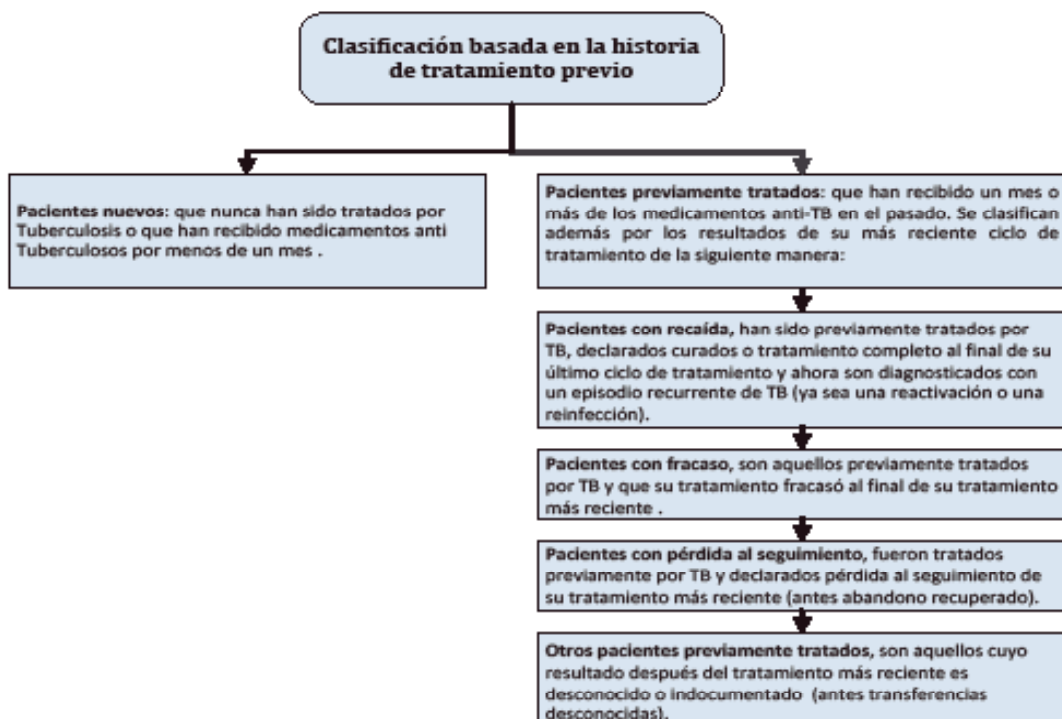 Clasificación basada en la historia
de tratamiento previo
Pacientes nuevos: que nunca han sido tratados por
Tuberculosis o que han recibido medicamentos anti
Tuberculosos por menos de un mes .
Pacientes previamente tratados: que han recibido un mes o
más de los medicamentos anti-TB en el pasado. Se clasifican
además por los resultados de su más reciente ciclo de
tratamiento de la siguiente manera:
Pacientes con recaída, han sido previamente tratados por
TB, declarados curados o tratamiento completo al final de su
último ciclo de tratamiento y ahora son diagnosticados con
un episodio recurrente de TB (ya sea una reactivación o una
reinfección).
Pacientes con fracaso, son aquellos previamente tratados
por TB y que su tratamiento fracasó al final de su tratamiento
más reciente .
Pacientes con pérdida al seguimiento, fueron tratados
previamente por TB y declarados pérdida al seguimiento de
su tratamiento más reciente (antes abandono recuperado).
Otros pacientes previamente tratados, son aquellos cuyo
resultado después del tratamiento más reciente es
desconocido o indocumentado (antes transferencias
desconocidas).